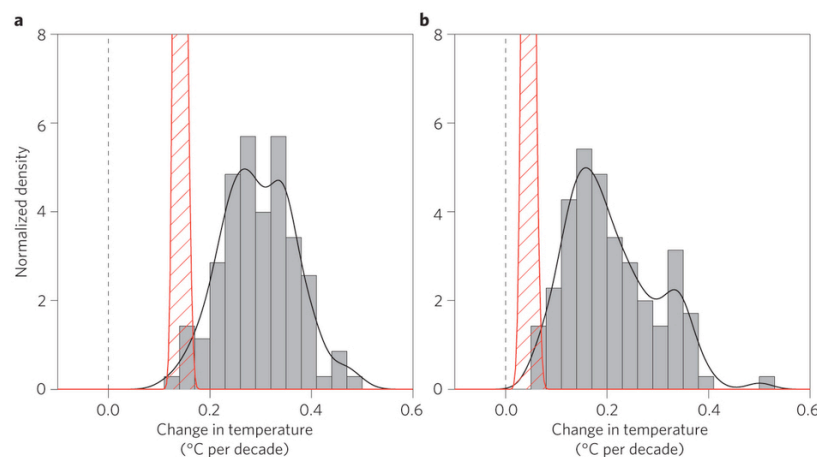 a
b
8
6
4
2
0
Normalized density
0.0
0.2
0.4
0.6
Change in temperature
(°C per decade)
8
6
4
2
0
0.0
0.2
0.4
0.6
Change in temperature
(°C per decade)